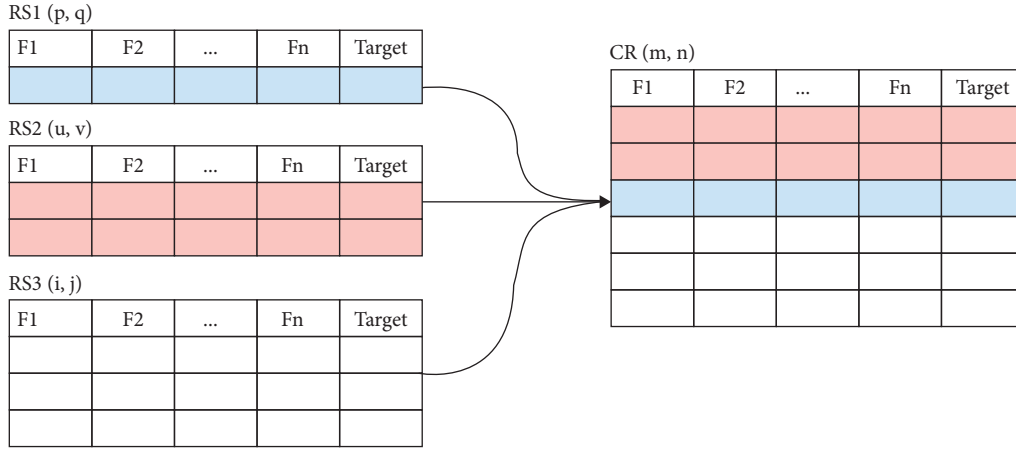 RS1 (p, q)
F1 F2 ... Fn Target
RS2 (u, v)
F1 F2 ... Fn Target
RS3 (i, j)
F1 F2 ... Fn Target
CR (m, n)
F1 F2 ... Fn Target